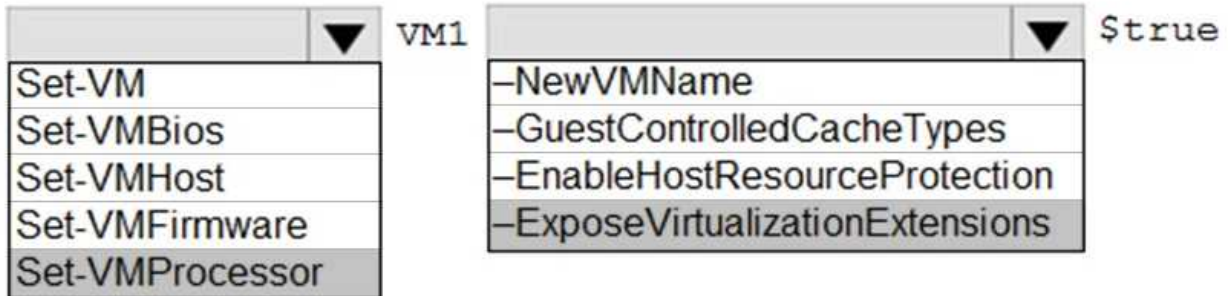 VM1 $true
Set-VM
Set-VMBios
Set-VMHost
Set-VMFirmware
Set-VMProcessor
–NewVMName
–GuestControlledCacheTypes
–EnableHostResourceProtection
–ExposeVirtualizationExtensions